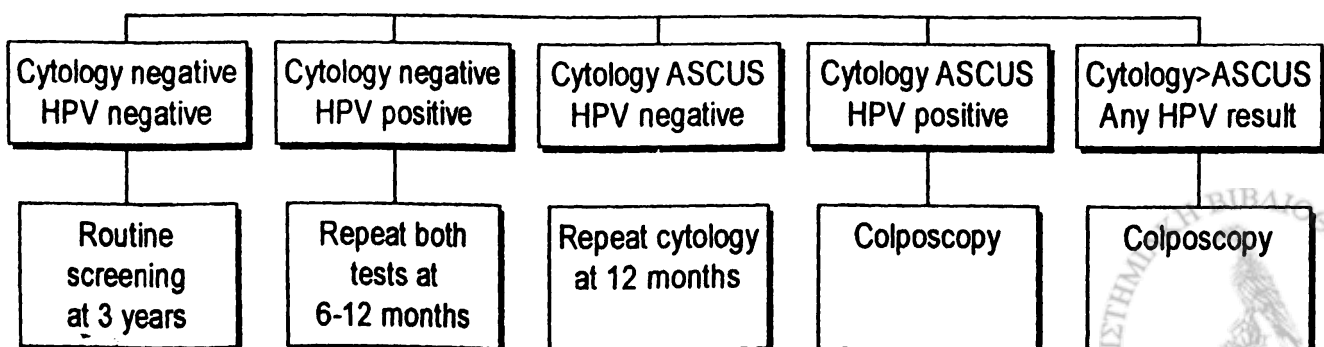 Cytology negative
HPV negative
Cytology negative
HPV positive
Cytology ASCUS
HPV negative
Cytology ASCUS
HPV positive
Cytology>ASCUS
Any HPV result
Routine
screening
at 3 years
Repeat both
tests at
6-12 months
Repeat cytology
at 12 months
Colposcopy
Colposcopy